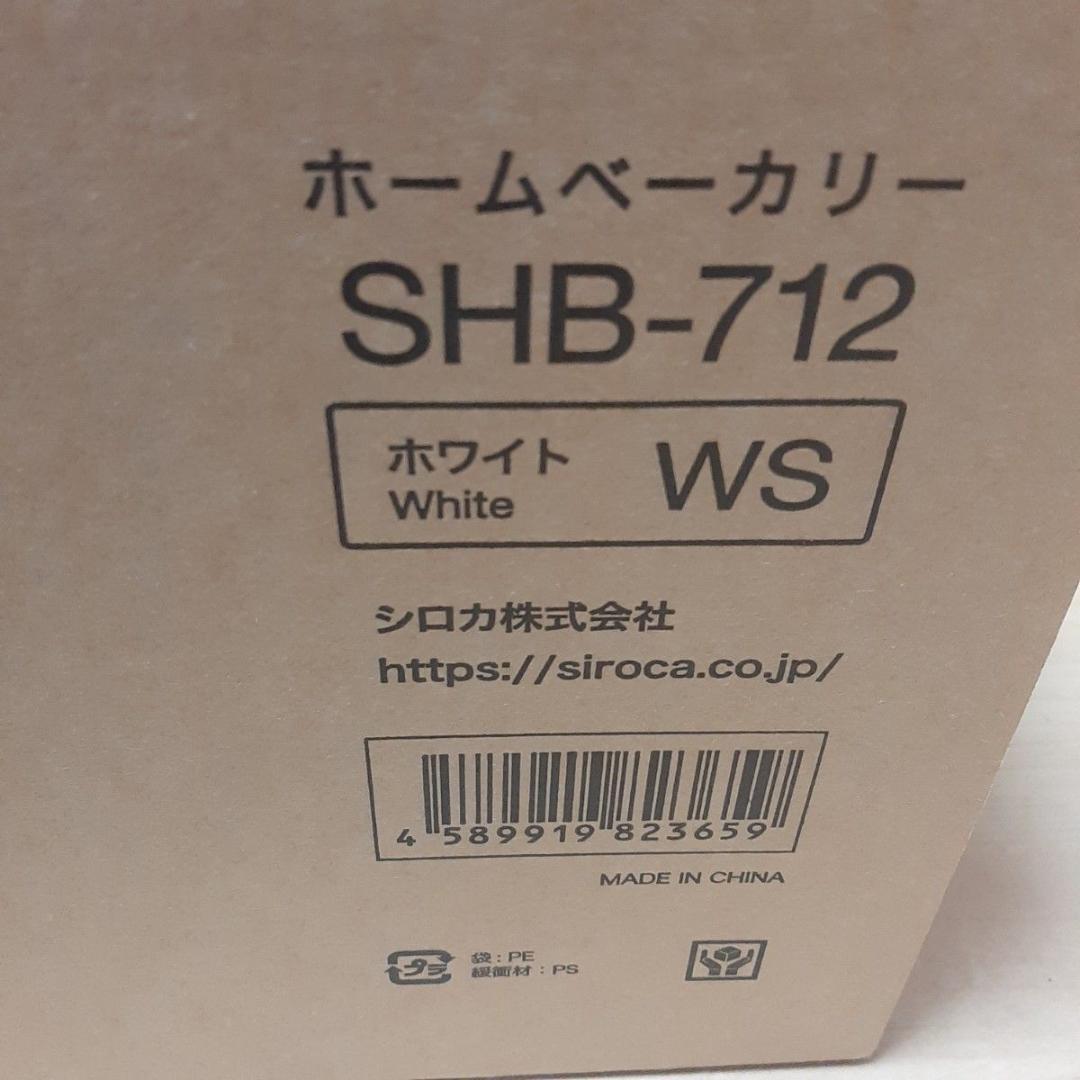 ホームベーカリー
SHB-712
ホワイト WS
White
シロカ株式会社
https://siroca.co.jp/
4 589919 823659
MADE IN CHINA
プラ 袋：PE
緩衝材：PS